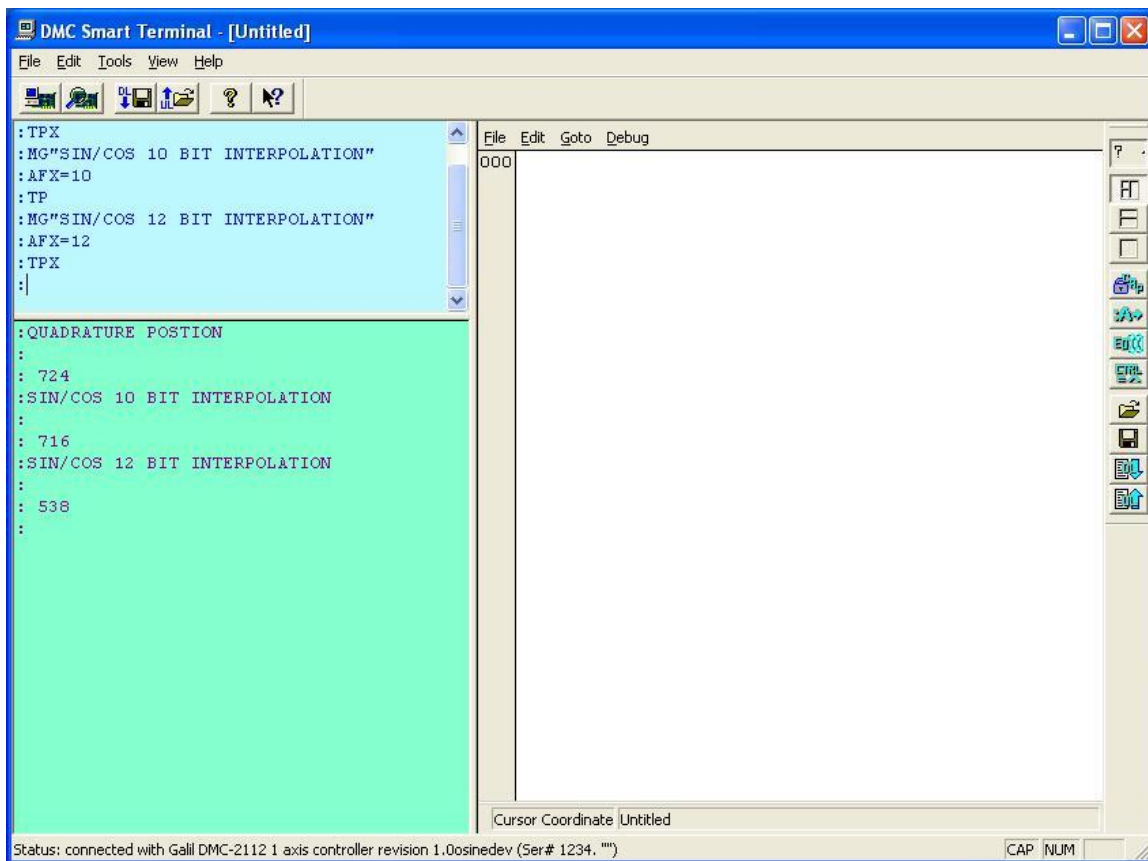 DMC Smart Terminal - [Untitled]
File Edit Tools View Help
DL UL ? ?
:TPX
:MG"SIN/COS 10 BIT INTERPOLATION"
:AFX=10
:TP
:MG"SIN/COS 12 BIT INTERPOLATION"
:AFX=12
:TPX
:
:QUADRATURE POSTION
:
: 724
:SIN/COS 10 BIT INTERPOLATION
:
: 716
:SIN/COS 12 BIT INTERPOLATION
:
: 538
:
File Edit Goto Debug
000
Cursor Coordinate Untitled
?
CTRL
Status: connected with Galil DMC-2112 1 axis controller revision 1.0osinedev (Ser# 1234. "")
CAP NUM